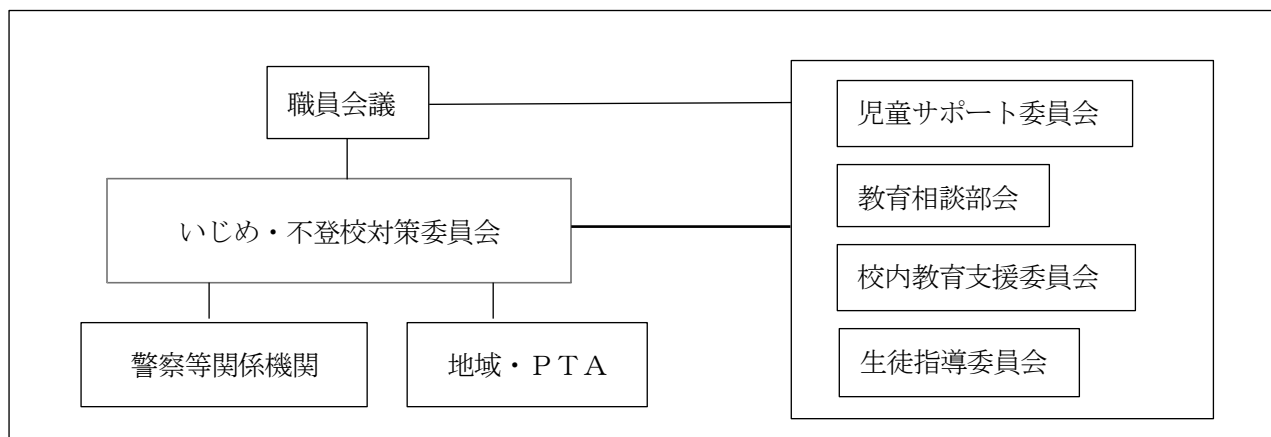 職員会議
いじめ・不登校対策委員会
警察等関係機関
地域・ＰＴＡ
児童サポート委員会
教育相談部会
校内教育支援委員会
生徒指導委員会